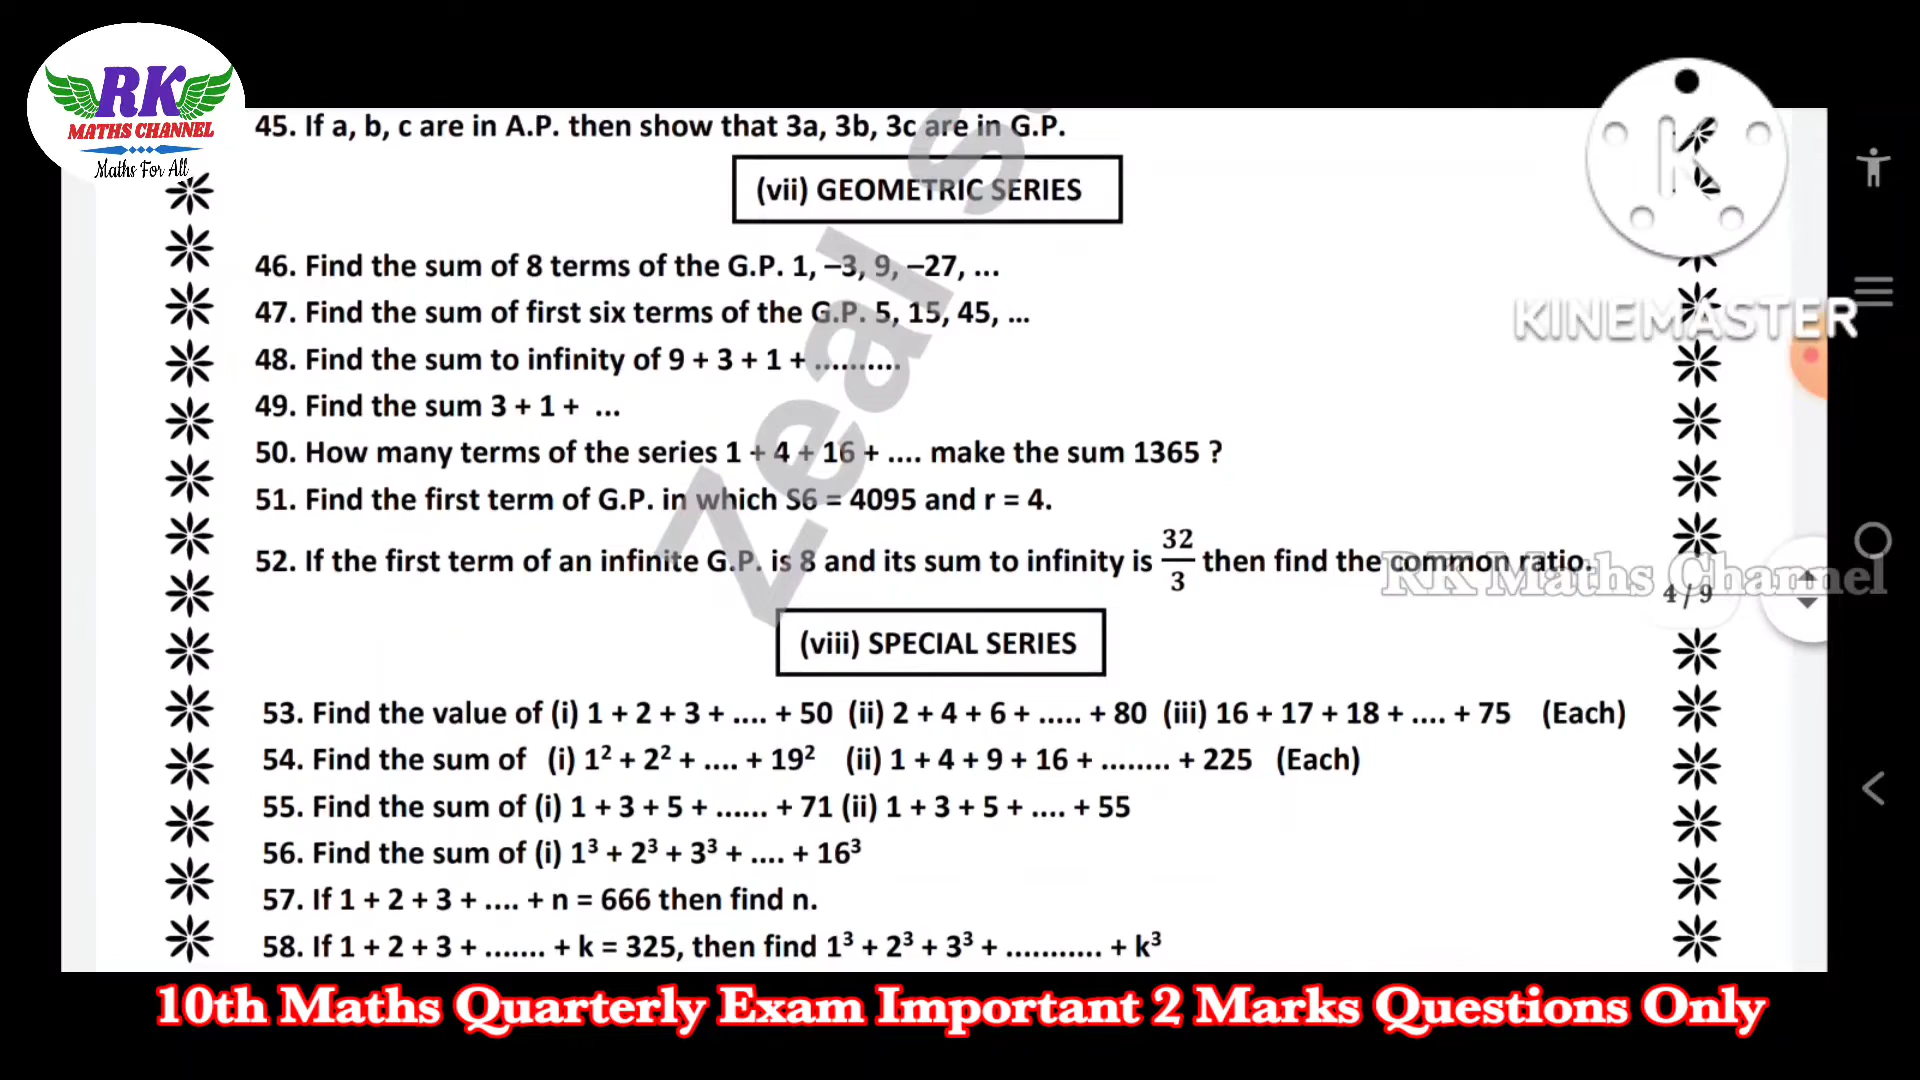 RK
MATHS CHANNEL
Maths For All
45. If a, b, c are in A.P. then show that 3a, 3b, 3c are in G.P.
(vii) GEOMETRIC SERIES
46. Find the sum of 8 terms of the G.P. 1, –3, 9, –27, ...
47. Find the sum of first six terms of the G.P. 5, 15, 45, ...
48. Find the sum to infinity of 9 + 3 + 1 + ..........
49. Find the sum 3 + 1 + ...
50. How many terms of the series 1 + 4 + 16 + .... make the sum 1365 ?
51. Find the first term of G.P. in which S6 = 4095 and r = 4.
52. If the first term of an infinite G.P. is 8 and its sum to infinity is 32/3 then find the common ratio.
(viii) SPECIAL SERIES
53. Find the value of (i) 1 + 2 + 3 + .... + 50 (ii) 2 + 4 + 6 + ..... + 80 (iii) 16 + 17 + 18 + .... + 75 (Each)
54. Find the sum of (i) 1² + 2² + .... + 19² (ii) 1 + 4 + 9 + 16 + ........ + 225 (Each)
55. Find the sum of (i) 1 + 3 + 5 + ...... + 71 (ii) 1 + 3 + 5 + .... + 55
56. Find the sum of (i) 1³ + 2³ + 3³ + .... + 16³
57. If 1 + 2 + 3 + .... + n = 666 then find n.
58. If 1 + 2 + 3 + ....... + k = 325, then find 1³ + 2³ + 3³ + ........... + k³
Zeal
K
KINEMASTER
RK Maths Channel
4 / 9
10th Maths Quarterly Exam Important 2 Marks Questions Only